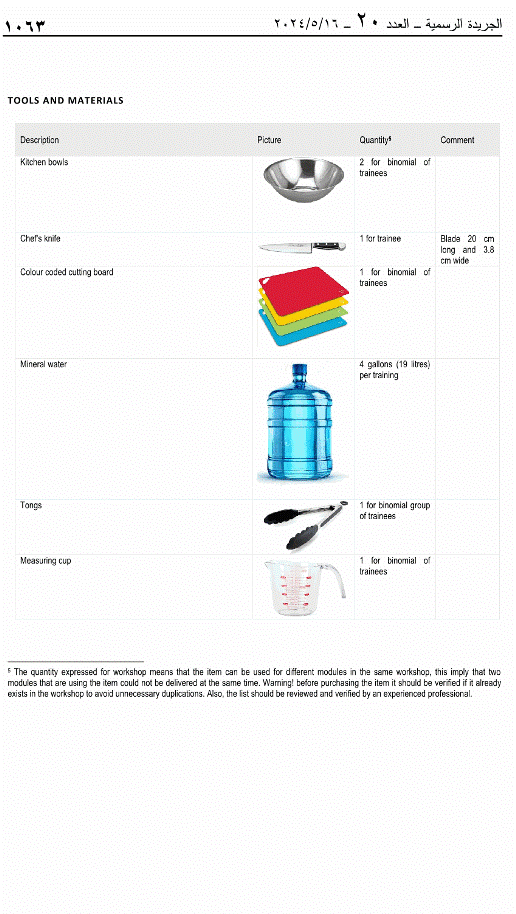 ١٠٦٣
الجريدة الرسمية ــ العدد ٢٠ ــ ٢٠٢٤/٥/١٦
TOOLS AND MATERIALS
Description Picture Quantity⁵ Comment
Kitchen bowls 2 for binomial of
trainees
Chef's knife 1 for trainee Blade 20 cm
long and 3.8
cm wide
Colour coded cutting board 1 for binomial of
trainees
Mineral water 4 gallons (19 litres)
per training
Tongs 1 for binomial group
of trainees
Measuring cup 1 for binomial of
trainees
⁵ The quantity expressed for workshop means that the item can be used for different modules in the same workshop, this imply that two
modules that are using the item could not be delivered at the same time. Warning! before purchasing the item it should be verified if it already
exists in the workshop to avoid unnecessary duplications. Also, the list should be reviewed and verified by an experienced professional.